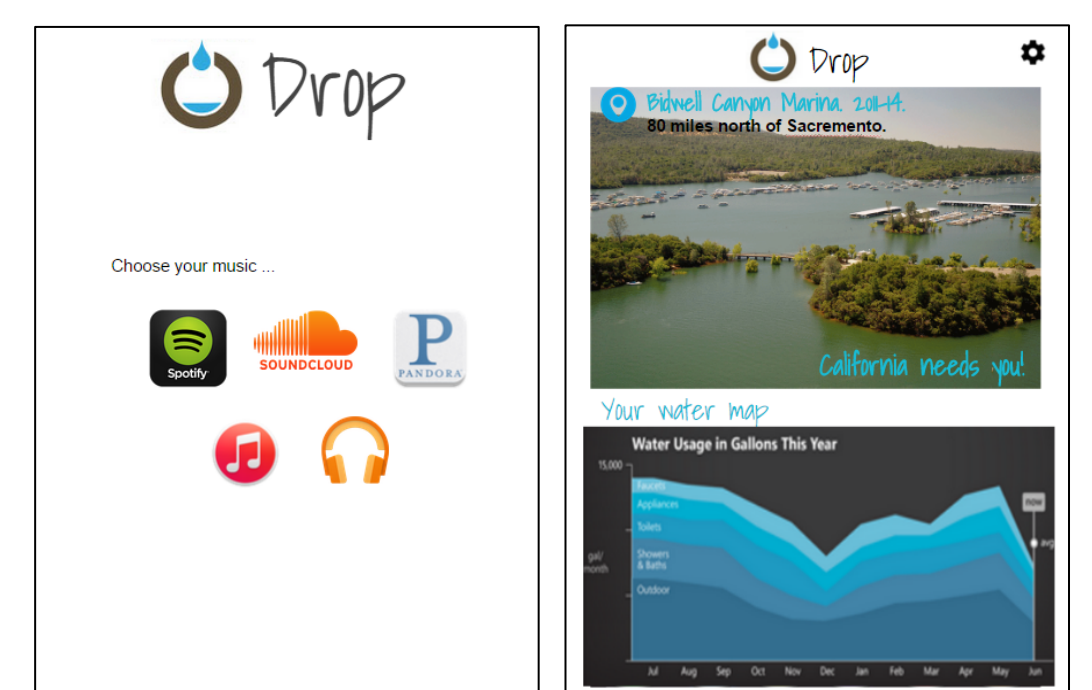 Drop
Choose your music ...
Spotify
SOUNDCLOUD
P
PANDORA
Drop
Bidwell Canyon Marina. 2011-14.
80 miles north of Sacremento.
California needs you!
Your water map
Water Usage in Gallons This Year
15,000
Faucets
now
Appliances
Toilets
avg
gal/
month
Showers
& Baths
Outdoor
Jul Aug Sep Oct Nov Dec Jan Feb Mar Apr May Jun